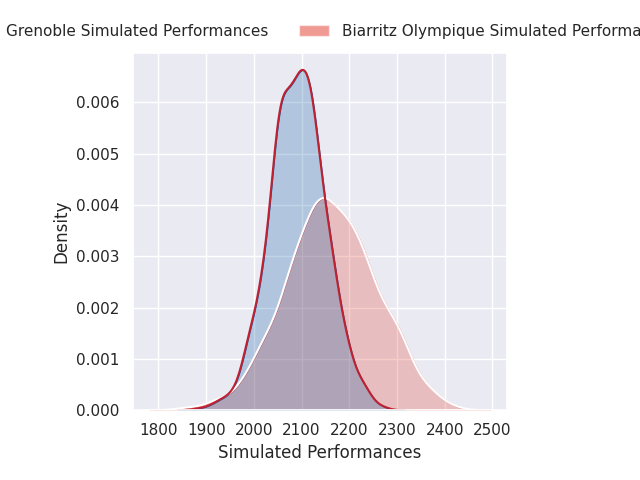 Grenoble Simulated Performances
Biarritz Olympique Simulated Performa
0.006
0.005
0.004
0.003
0.002
0.001
0.000
Density
1800 1900 2000 2100 2200 2300 2400 2500
Simulated Performances